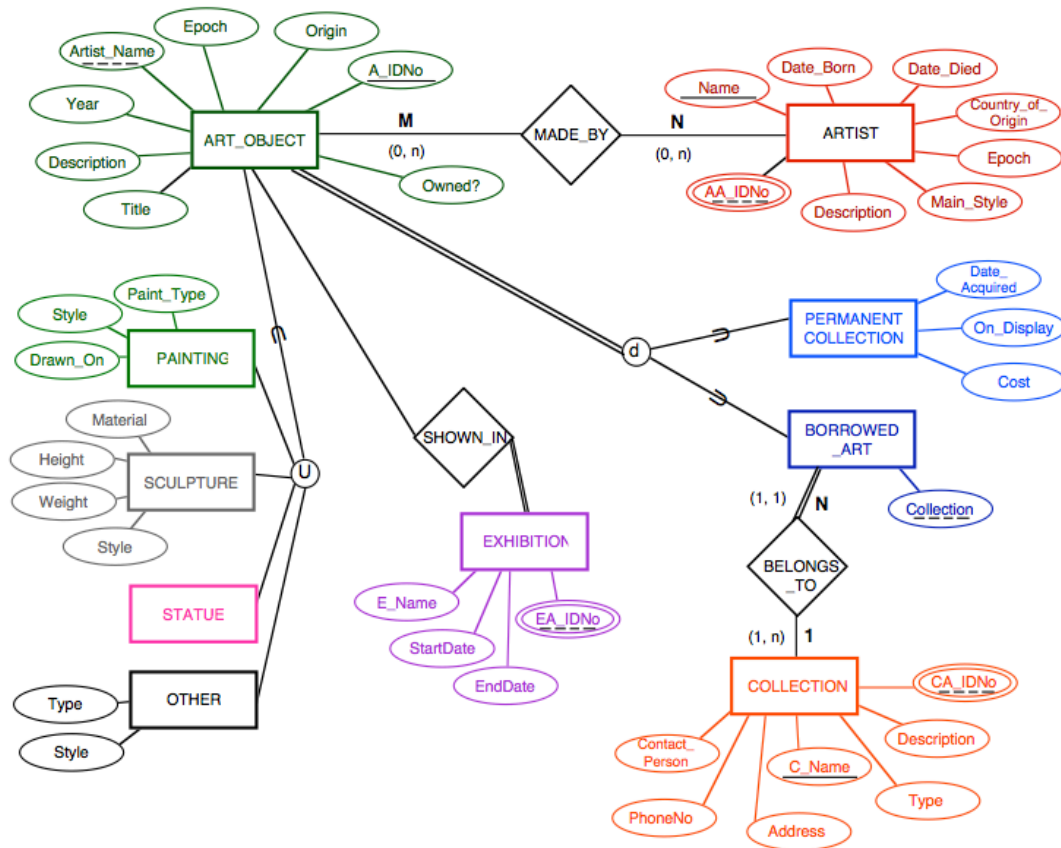 Epoch
Origin
Artist_Name
A_IDNo
Year
ART_OBJECT
Description
Owned?
Title
M
(0, n)
MADE_BY
N
(0, n)
Date_Born
Date_Died
Name
Country_of_
Origin
ARTIST
Epoch
AA_IDNo
Description
Main_Style
Paint_Type
Style
PAINTING
Drawn_On
Material
Height
SCULPTURE
Weight
Style
U
U
STATUE
Type
OTHER
Style
SHOWN_IN
EXHIBITION
E_Name
EA_IDNo
StartDate
EndDate
d
U
U
Date_
Acquired
PERMANENT
COLLECTION
On_Display
Cost
BORROWED
_ART
Collection
(1, 1)
N
BELONGS
_TO
(1, n)
1
COLLECTION
CA_IDNo
Contact_
Person
C_Name
Description
PhoneNo
Address
Type